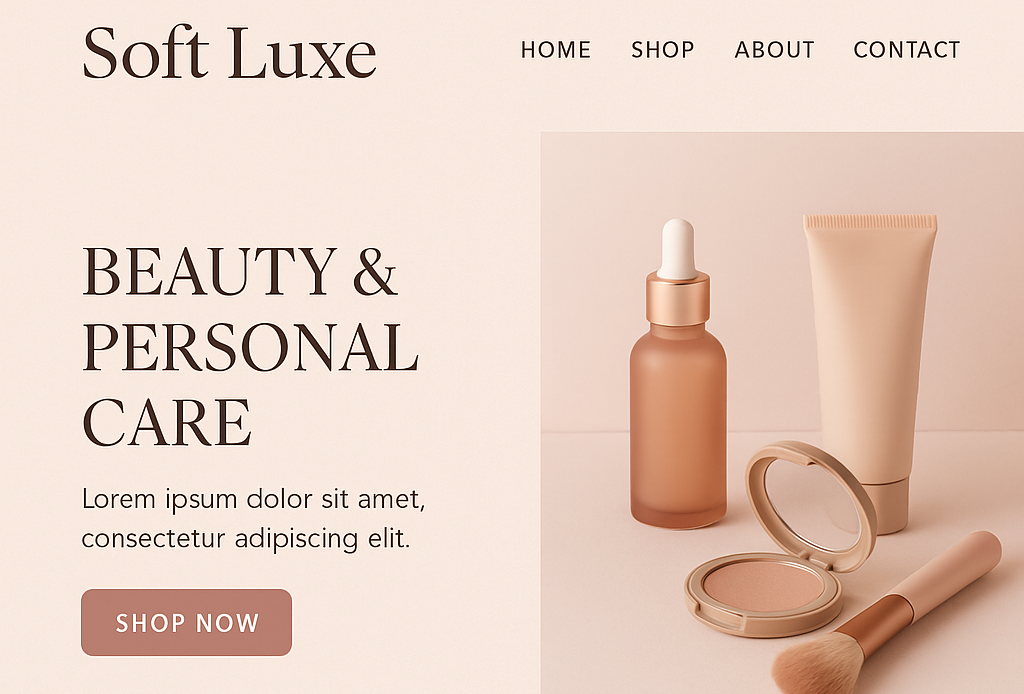 Soft Luxe
HOME SHOP ABOUT CONTACT
BEAUTY &
PERSONAL
CARE
Lorem ipsum dolor sit amet,
consectetur adipiscing elit.
SHOP NOW